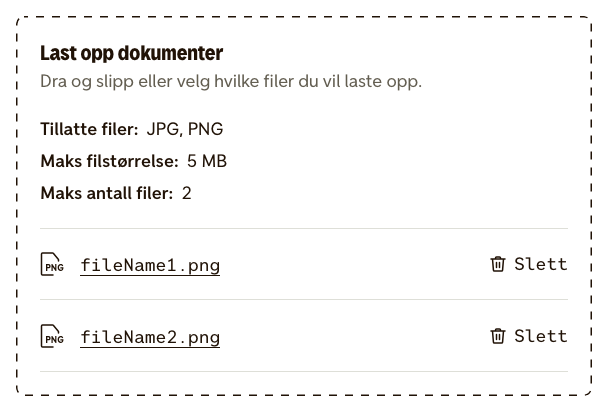 Last opp dokumenter
Dra og slipp eller velg hvilke filer du vil laste opp.
Tillatte filer: JPG, PNG
Maks filstørrelse: 5 MB
Maks antall filer: 2
PNG fileName1.png Slett
PNG fileName2.png Slett